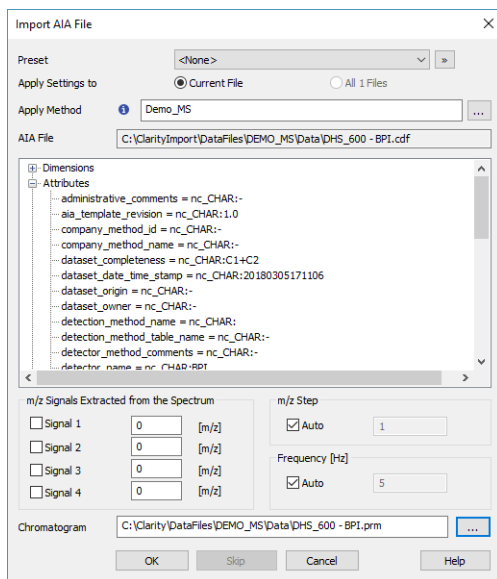 Import AIA File
Preset <None> »
Apply Settings to Current File All 1 Files
Apply Method Demo_MS ...
AIA File C:\ClarityImport\DataFiles\DEMO_MS\Data\DHS_600 - BPI.cdf
Dimensions
Attributes
administrative_comments = nc_CHAR:-
aia_template_revision = nc_CHAR:1.0
company_method_id = nc_CHAR:-
company_method_name = nc_CHAR:-
dataset_completeness = nc_CHAR:C1+C2
dataset_date_time_stamp = nc_CHAR:20180305171106
dataset_origin = nc_CHAR:-
dataset_owner = nc_CHAR:-
detection_method_name = nc_CHAR:
detection_method_table_name = nc_CHAR:-
detector_method_comments = nc_CHAR:-
detector_name = nc_CHAR:BPI
m/z Signals Extracted from the Spectrum
Signal 1 0 [m/z]
Signal 2 0 [m/z]
Signal 3 0 [m/z]
Signal 4 0 [m/z]
m/z Step
Auto 1
Frequency [Hz]
Auto 5
Chromatogram C:\Clarity\DataFiles\DEMO_MS\Data\DHS_600 - BPI.prm ...
OK Skip Cancel Help